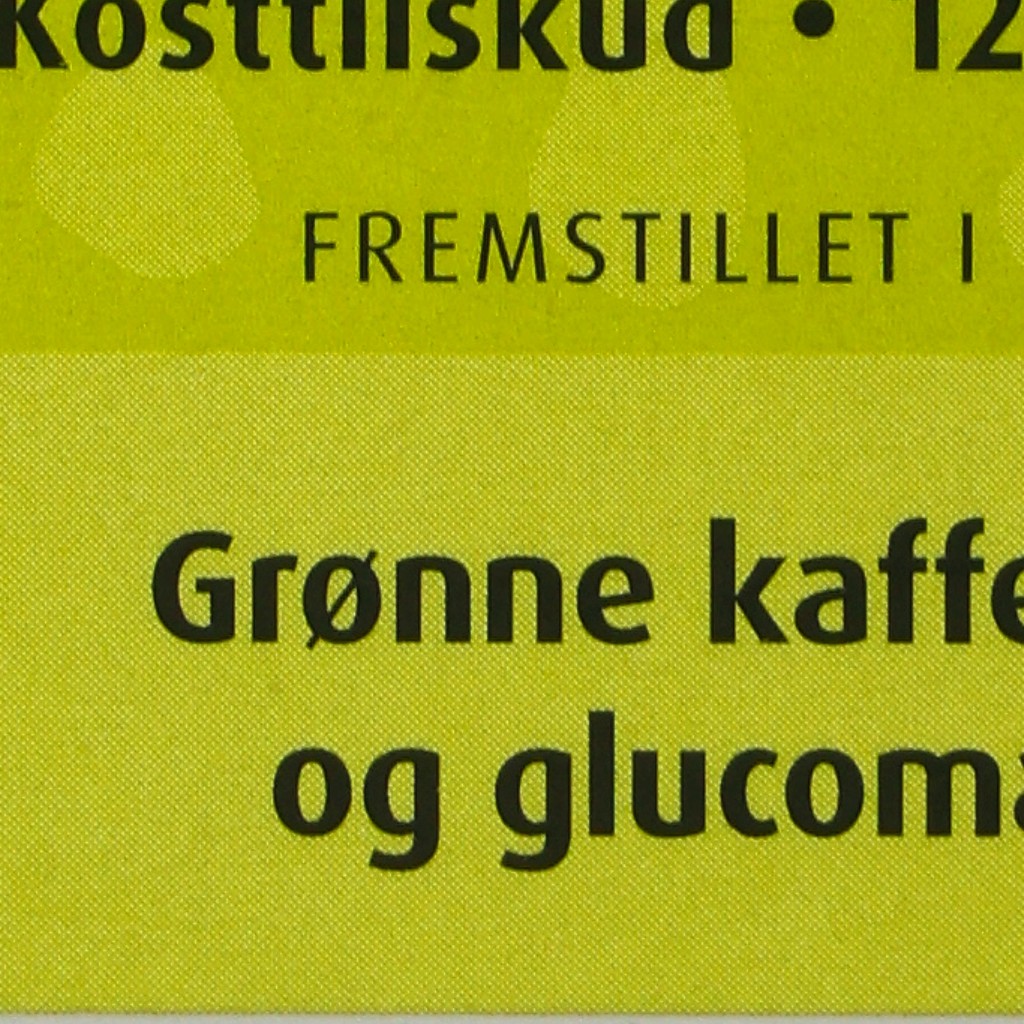 Kosttilskud • 12
FREMSTILLET I
Grønne kaffe
og glucoma